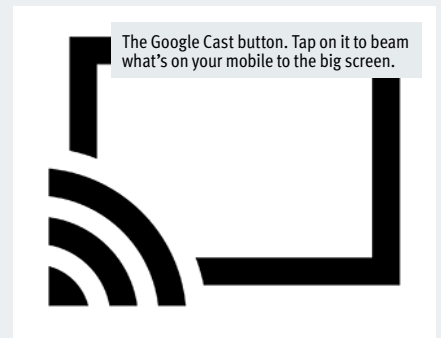 The Google Cast button. Tap on it to beam
what's on your mobile to the big screen.